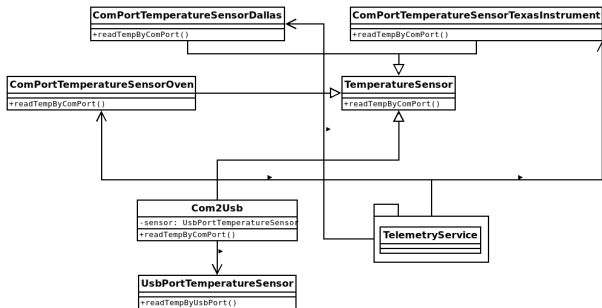 ComPortTemperatureSensorDallas
+readTempByComPort()
ComPortTemperatureSensorTexasInstrument
+readTempByComPort()
ComPortTemperatureSensorOven
+readTempByComPort()
TemperatureSensor
+readTempByComPort()
Com2Usb
-sensor: UsbPortTemperatureSensor
+readTempByComPort()
TelemetryService
UsbPortTemperatureSensor
+readTempByUsbPort()